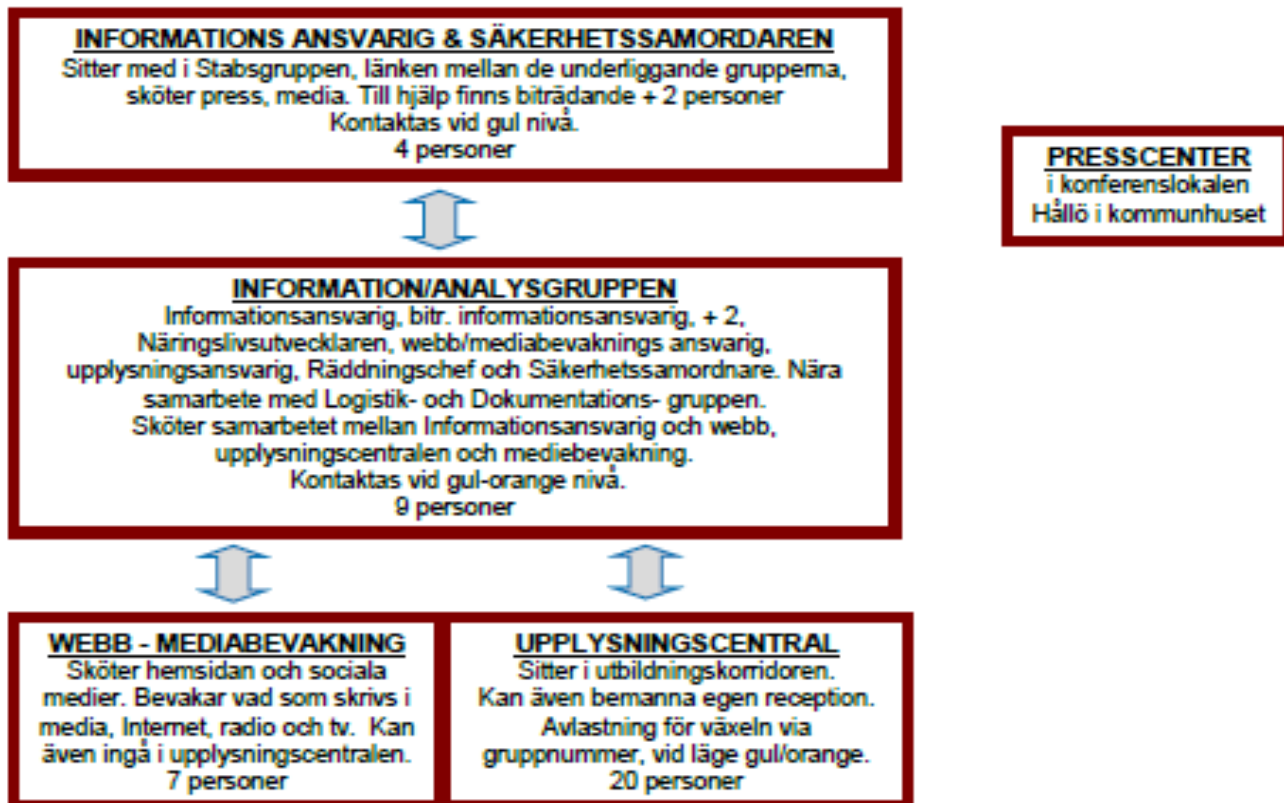 INFORMATIONS ANSVARIG & SÄKERHETSSAMORDAREN
Sitter med i Stabsgruppen, länken mellan de underliggande grupperna,
sköter press, media. Till hjälp finns biträdande + 2 personer
Kontaktas vid gul nivå.
4 personer
PRESSCENTER
i konferenslokalen
Hållö i kommunhuset
INFORMATION/ANALYSGRUPPEN
Informationsansvarig, bitr. informationsansvarig, + 2,
Näringslivsutvecklaren, webb/mediabevaknings ansvarig,
upplysningsansvarig, Räddningschef och Säkerhetssamordnare. Nära
samarbete med Logistik- och Dokumentations- gruppen.
Sköter samarbetet mellan Informationsansvarig och webb,
upplysningscentralen och mediebevakning.
Kontaktas vid gul-orange nivå.
9 personer
WEBB - MEDIABEVAKNING
Sköter hemsidan och sociala
medier. Bevakar vad som skrivs i
media, Internet, radio och tv. Kan
även ingå i upplysningscentralen.
7 personer
UPPLYSNINGSCENTRAL
Sitter i utbildningskorridoren.
Kan även bemanna egen reception.
Avlastning för växeln via
gruppnummer, vid läge gul/orange.
20 personer